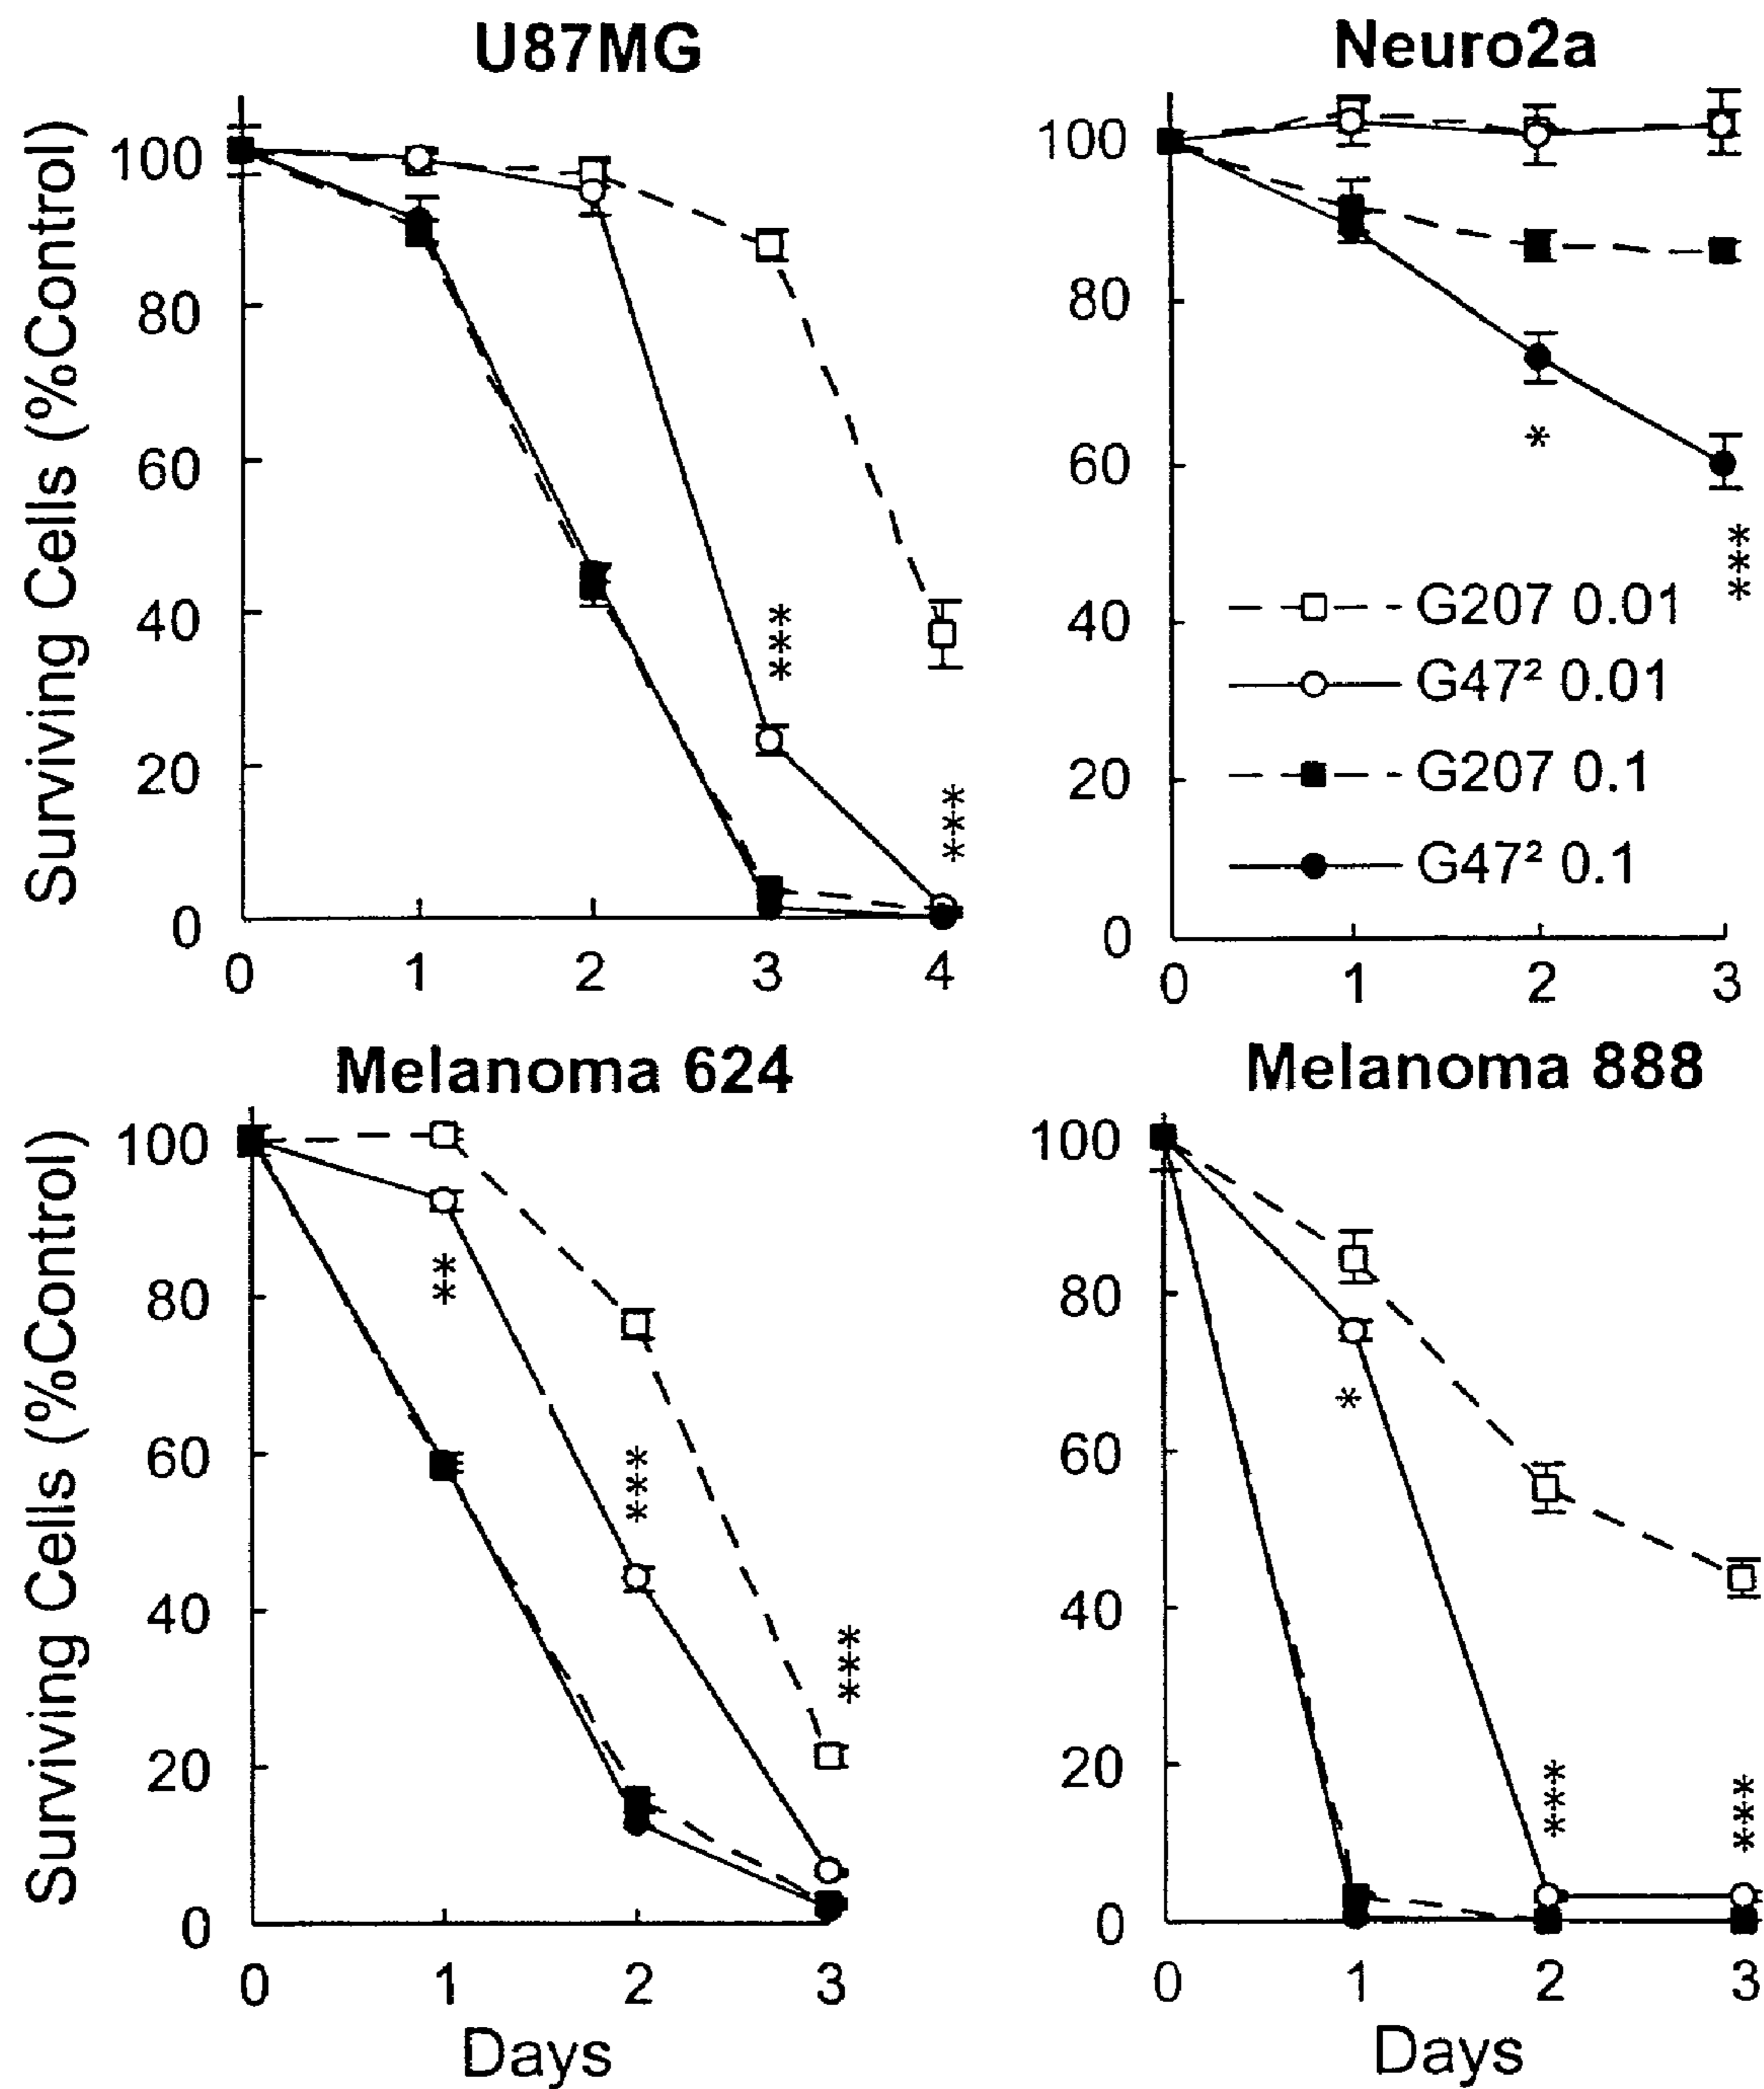 U87MG
Surviving Cells (%Control)
100
80
60
40
20
0
0 1 2 3 4
***
***
Neuro2a
100
80
60
40
20
0
0 1 2 3
*
***
G207 0.01
G47² 0.01
G207 0.1
G47² 0.1
Melanoma 624
Surviving Cells (%Control)
100
80
60
40
20
0
0 1 2 3
Days
**
***
***
Melanoma 888
100
80
60
40
20
0
0 1 2 3
Days
*
***
***